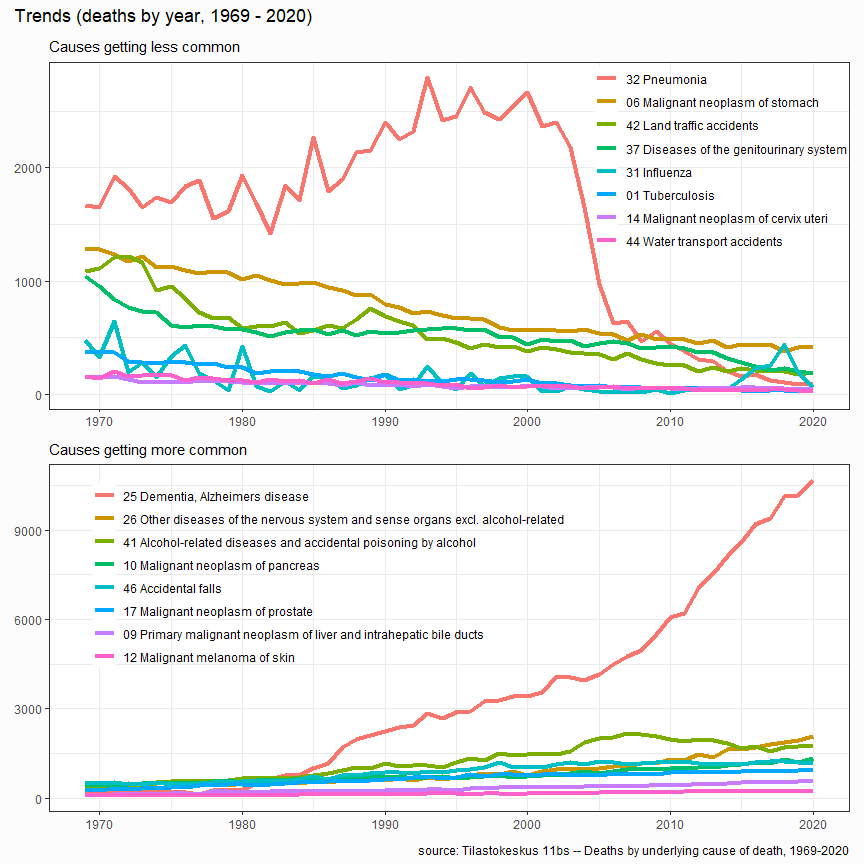 Trends (deaths by year, 1969 - 2020)
Causes getting less common
32 Pneumonia
06 Malignant neoplasm of stomach
42 Land traffic accidents
37 Diseases of the genitourinary system
31 Influenza
01 Tuberculosis
14 Malignant neoplasm of cervix uteri
44 Water transport accidents
2000
1000
0
1970 1980 1990 2000 2010 2020
Causes getting more common
25 Dementia, Alzheimers disease
26 Other diseases of the nervous system and sense organs excl. alcohol-related
41 Alcohol-related diseases and accidental poisoning by alcohol
10 Malignant neoplasm of pancreas
46 Accidental falls
17 Malignant neoplasm of prostate
09 Primary malignant neoplasm of liver and intrahepatic bile ducts
12 Malignant melanoma of skin
9000
6000
3000
0
1970 1980 1990 2000 2010 2020
source: Tilastokeskus 11bs -- Deaths by underlying cause of death, 1969-2020